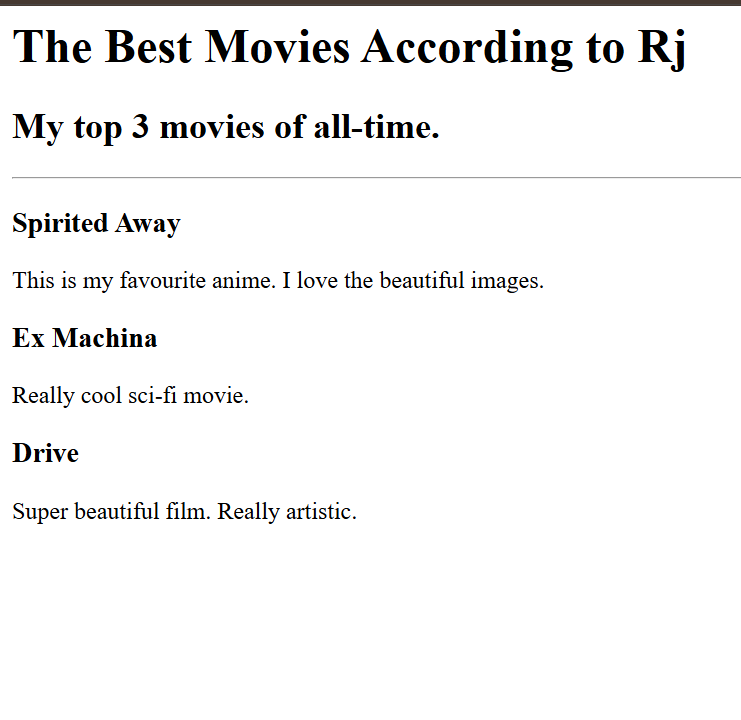 The Best Movies According to Rj
My top 3 movies of all-time.
Spirited Away
This is my favourite anime. I love the beautiful images.
Ex Machina
Really cool sci-fi movie.
Drive
Super beautiful film. Really artistic.